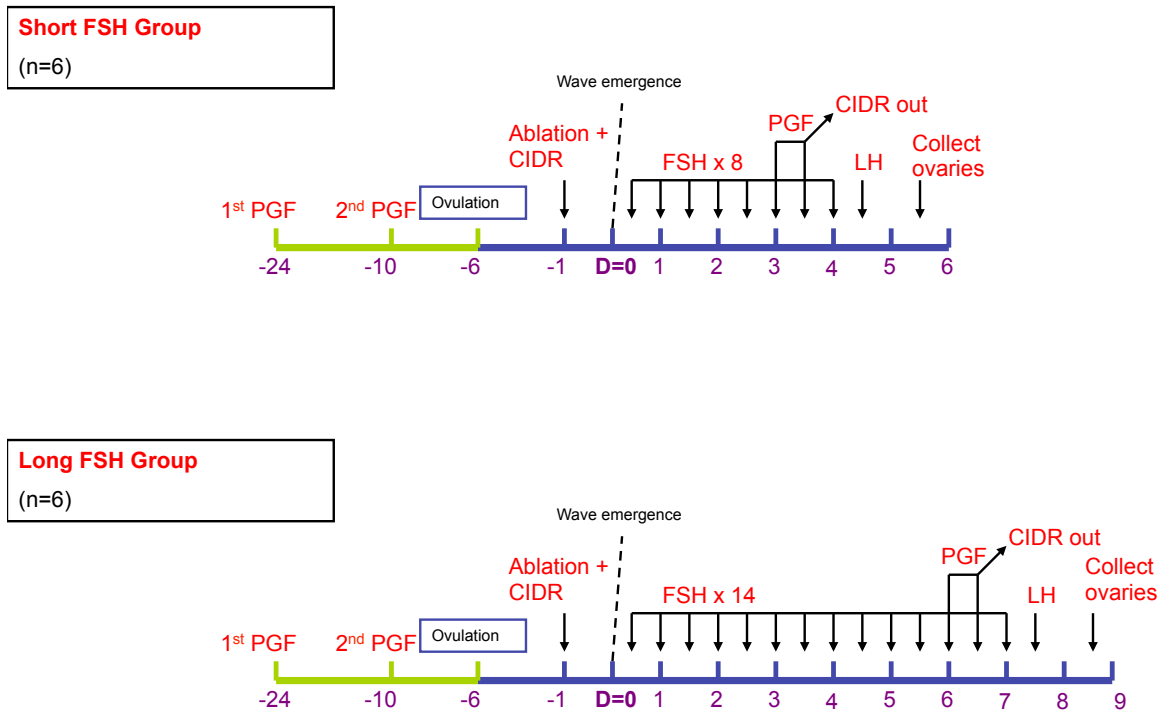 Short FSH Group
(n=6)
Wave emergence
CIDR out
PGF
Ablation +
CIDR
FSH x 8
LH
Collect
ovaries
1st PGF
2nd PGF
Ovulation
-24 -10 -6 -1 D=0 1 2 3 4 5 6
Long FSH Group
(n=6)
Wave emergence
CIDR out
PGF
Ablation +
CIDR
FSH x 14
LH
Collect
ovaries
1st PGF
2nd PGF
Ovulation
-24 -10 -6 -1 D=0 1 2 3 4 5 6 7 8 9